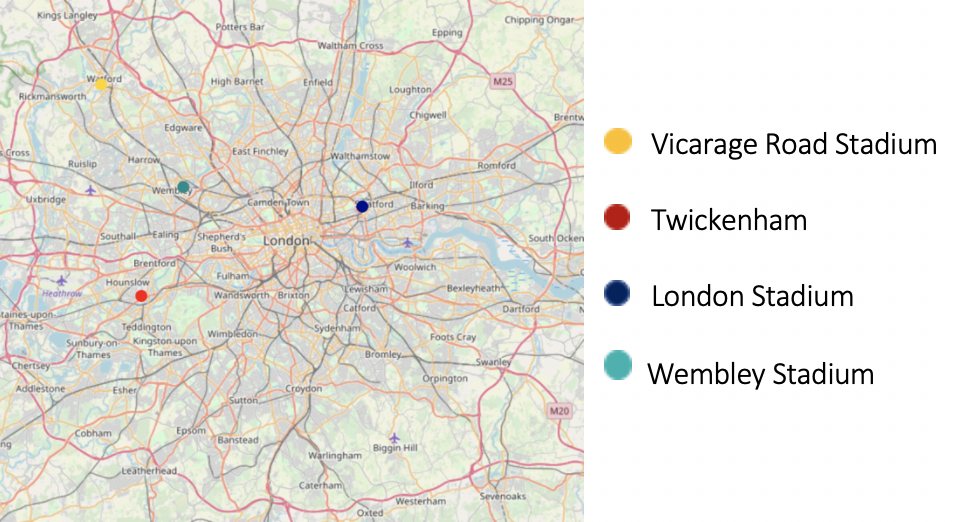 Kings Langley
Potters Bar
Chipping Ongar
Epping
Waltham Cross
Watford
High Barnet
Enfield
M25
Rickmansworth
Loughton
Chigwell
Edgware
East Finchley
Walthamstow
s Cross
Ruislip
Harrow
Romford
Wembley
Ilford
Uxbridge
Camden Town
atford
Barking
Southall
Ealing
Shepherd's
Bush
London
South Ocken
Brentford
Woolwich
Hounslow
Fulham
Heathrow
Wandsworth
Brixton
Lewisham
Bexleyheath
Catford
Dartford
taines-upon-
Thames
Teddington
Wimbledon
Sydenham
Sunbury-on-
Thames
Kingston upon
Thames
Foots Cray
Bromley
Chertsey
Swanley
Addlestone
Esher
Croydon
Orpington
Sutton
M20
Cobham
Epsom
Banstead
Biggin Hill
Warlingham
Leatherhead
Caterham
Westerham
Sevenoaks
Oxted
Vicarage Road Stadium
Twickenham
London Stadium
Wembley Stadium